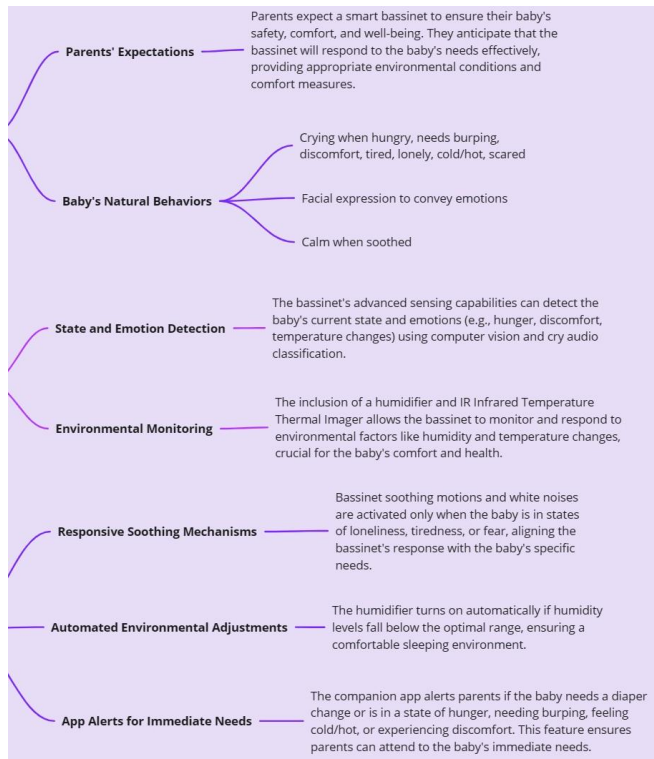 Parents' Expectations
Parents expect a smart bassinet to ensure their baby's
safety, comfort, and well-being. They anticipate that the
bassinet will respond to the baby's needs effectively,
providing appropriate environmental conditions and
comfort measures.
Baby's Natural Behaviors
Crying when hungry, needs burping,
discomfort, tired, lonely, cold/hot, scared
Facial expression to convey emotions
Calm when soothed
State and Emotion Detection
The bassinet's advanced sensing capabilities can detect the
baby's current state and emotions (e.g., hunger, discomfort,
temperature changes) using computer vision and cry audio
classification.
Environmental Monitoring
The inclusion of a humidifier and IR Infrared Temperature
Thermal Imager allows the bassinet to monitor and respond to
environmental factors like humidity and temperature changes,
crucial for the baby's comfort and health.
Responsive Soothing Mechanisms
Bassinet soothing motions and white noises
are activated only when the baby is in states
of loneliness, tiredness, or fear, aligning the
bassinet's response with the baby's specific
needs.
Automated Environmental Adjustments
The humidifier turns on automatically if humidity
levels fall below the optimal range, ensuring a
comfortable sleeping environment.
App Alerts for Immediate Needs
The companion app alerts parents if the baby needs a diaper
change or is in a state of hunger, needing burping, feeling
cold/hot, or experiencing discomfort. This feature ensures
parents can attend to the baby's immediate needs.